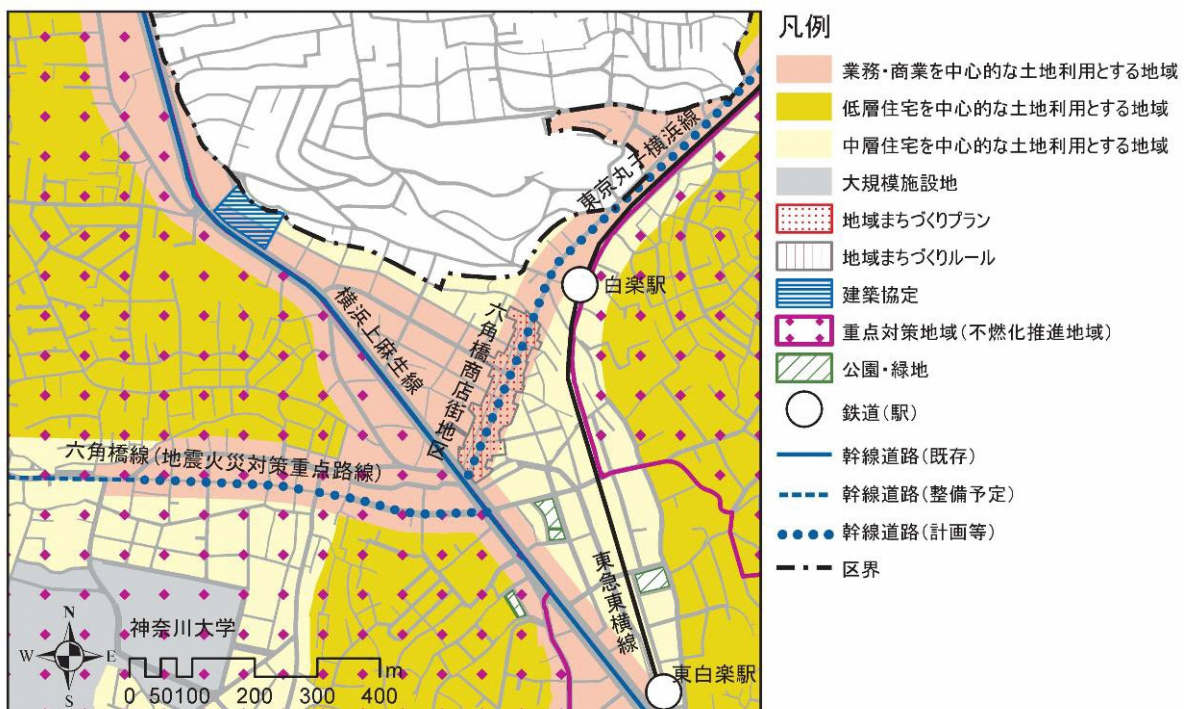 東京丸子横浜線
白楽駅
横浜上麻生線
六角橋商店街地区
六角橋線(地震火災対策重点路線)
東急東横線
神奈川大学
東白楽駅
N
W E
S
0 50100 200 300 400
m
凡例
業務・商業を中心的な土地利用とする地域
低層住宅を中心的な土地利用とする地域
中層住宅を中心的な土地利用とする地域
大規模施設地
地域まちづくりプラン
地域まちづくりルール
建築協定
重点対策地域(不燃化推進地域)
公園・緑地
鉄道(駅)
幹線道路(既存)
幹線道路(整備予定)
幹線道路(計画等)
区界